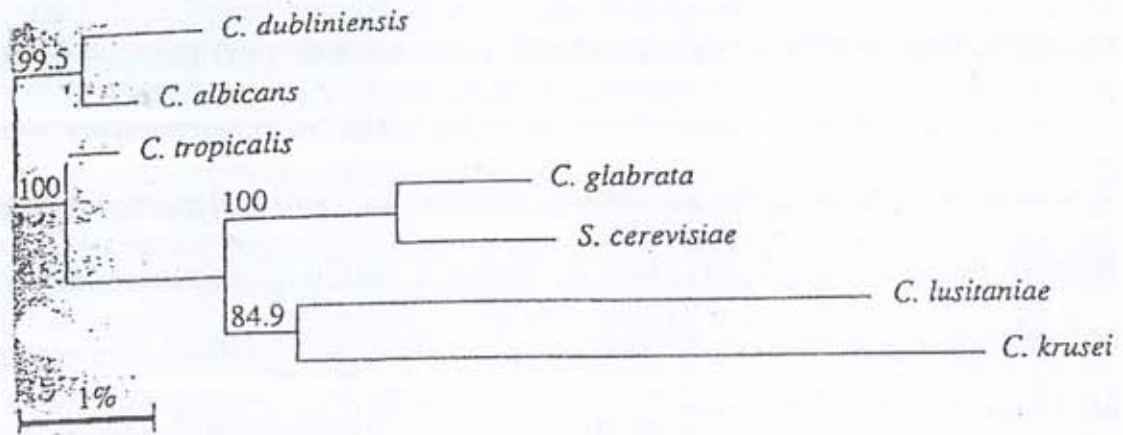 C. dubliniensis
99.5
C. albicans
C. tropicalis
100
C. glabrata
100
S. cerevisiae
C. lusitaniae
84.9
C. krusei
1%